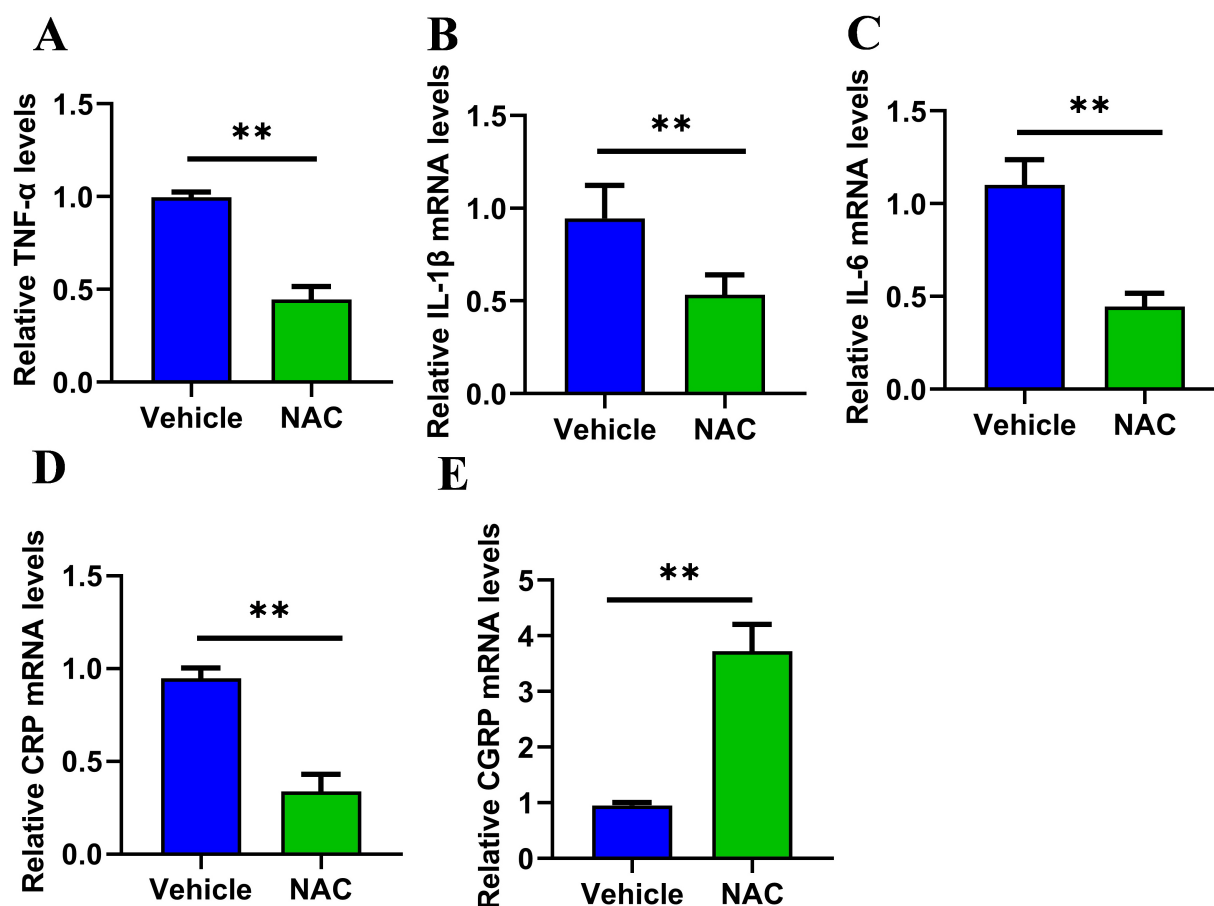 A
Relative TNF-α levels
1.5
1.0
0.5
0.0
**
Vehicle NAC
B
Relative IL-1β mRNA levels
1.5
1.0
0.5
0.0
**
Vehicle NAC
C
Relative IL-6 mRNA levels
1.5
1.0
0.5
0.0
**
Vehicle NAC
D
Relative CRP mRNA levels
1.5
1.0
0.5
0.0
**
Vehicle NAC
E
Relative CGRP mRNA levels
5
4
3
2
1
0
**
Vehicle NAC